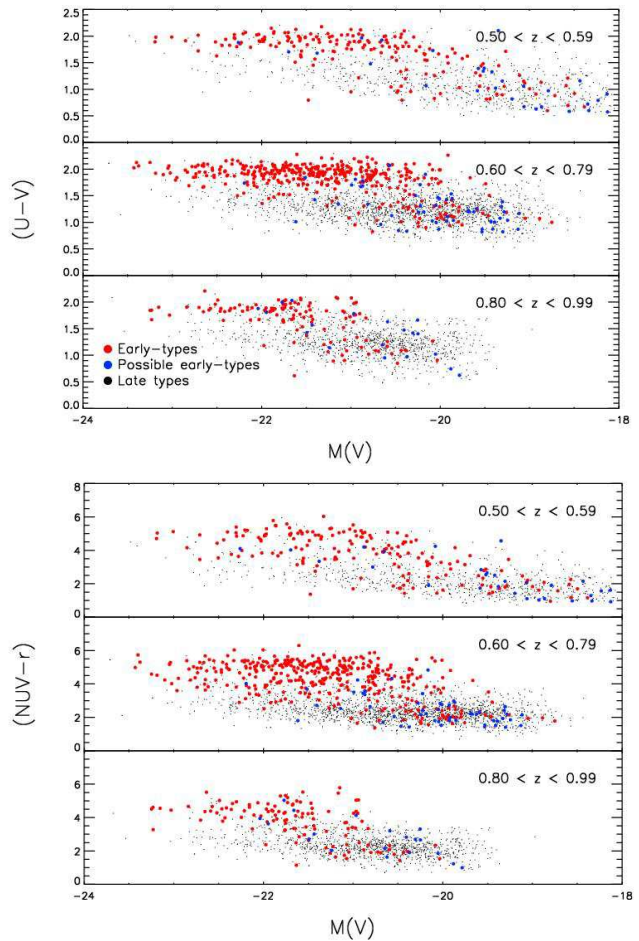 2.5
2.0
1.5
1.0
0.5
0.0
0.50 < z < 0.59
2.0
1.5
1.0
0.5
0.0
0.60 < z < 0.79
(U−V)
2.0
1.5
1.0
0.5
0.0
0.80 < z < 0.99
Early−types
Possible early−types
Late types
−24 −22 −20 −18
M(V)
8
6
4
2
0
0.50 < z < 0.59
6
4
2
0
0.60 < z < 0.79
(NUV−r)
6
4
2
0
0.80 < z < 0.99
−24 −22 −20 −18
M(V)